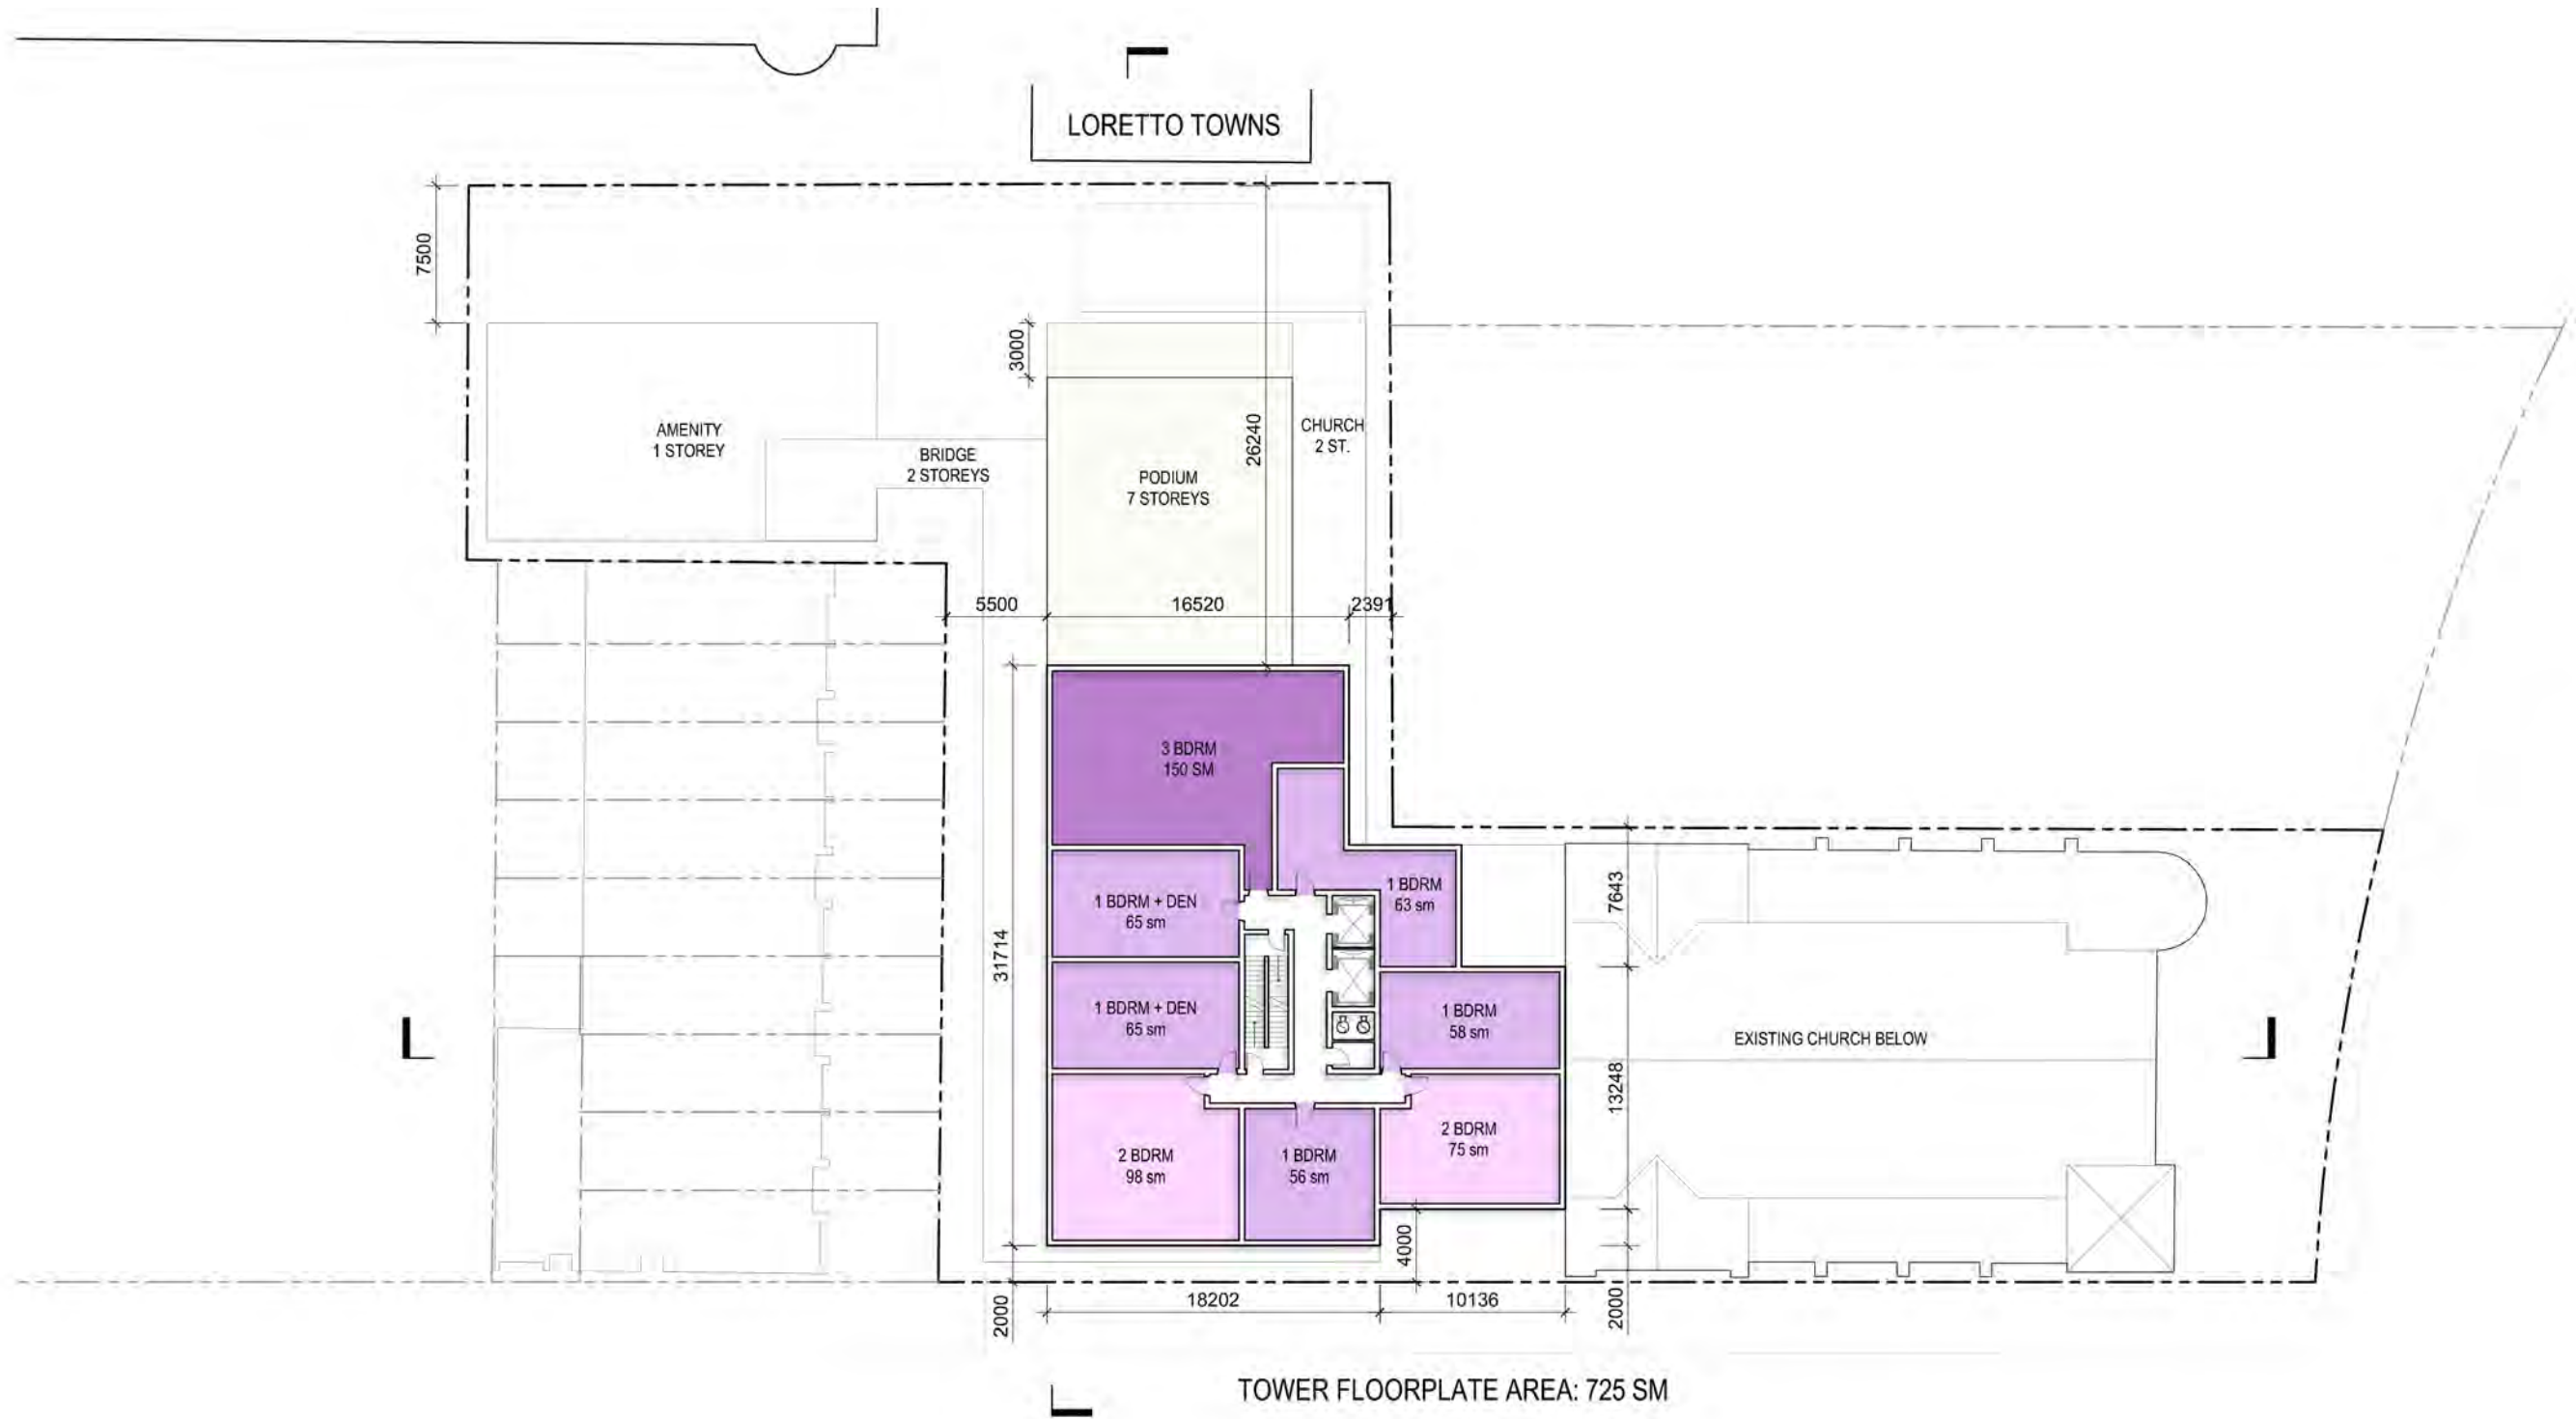 LORETTO TOWNS
7500
3000
26240
CHURCH
2 ST.
AMENITY
1 STOREY
BRIDGE
2 STOREYS
PODIUM
7 STOREYS
5500
16520
2391
3 BDRM
150 SM
1 BDRM + DEN
65 sm
1 BDRM
63 sm
7643
31714
1 BDRM + DEN
65 sm
1 BDRM
58 sm
EXISTING CHURCH BELOW
13248
2 BDRM
98 sm
1 BDRM
56 sm
2 BDRM
75 sm
4000
2000
18202
10136
2000
TOWER FLOORPLATE AREA: 725 SM